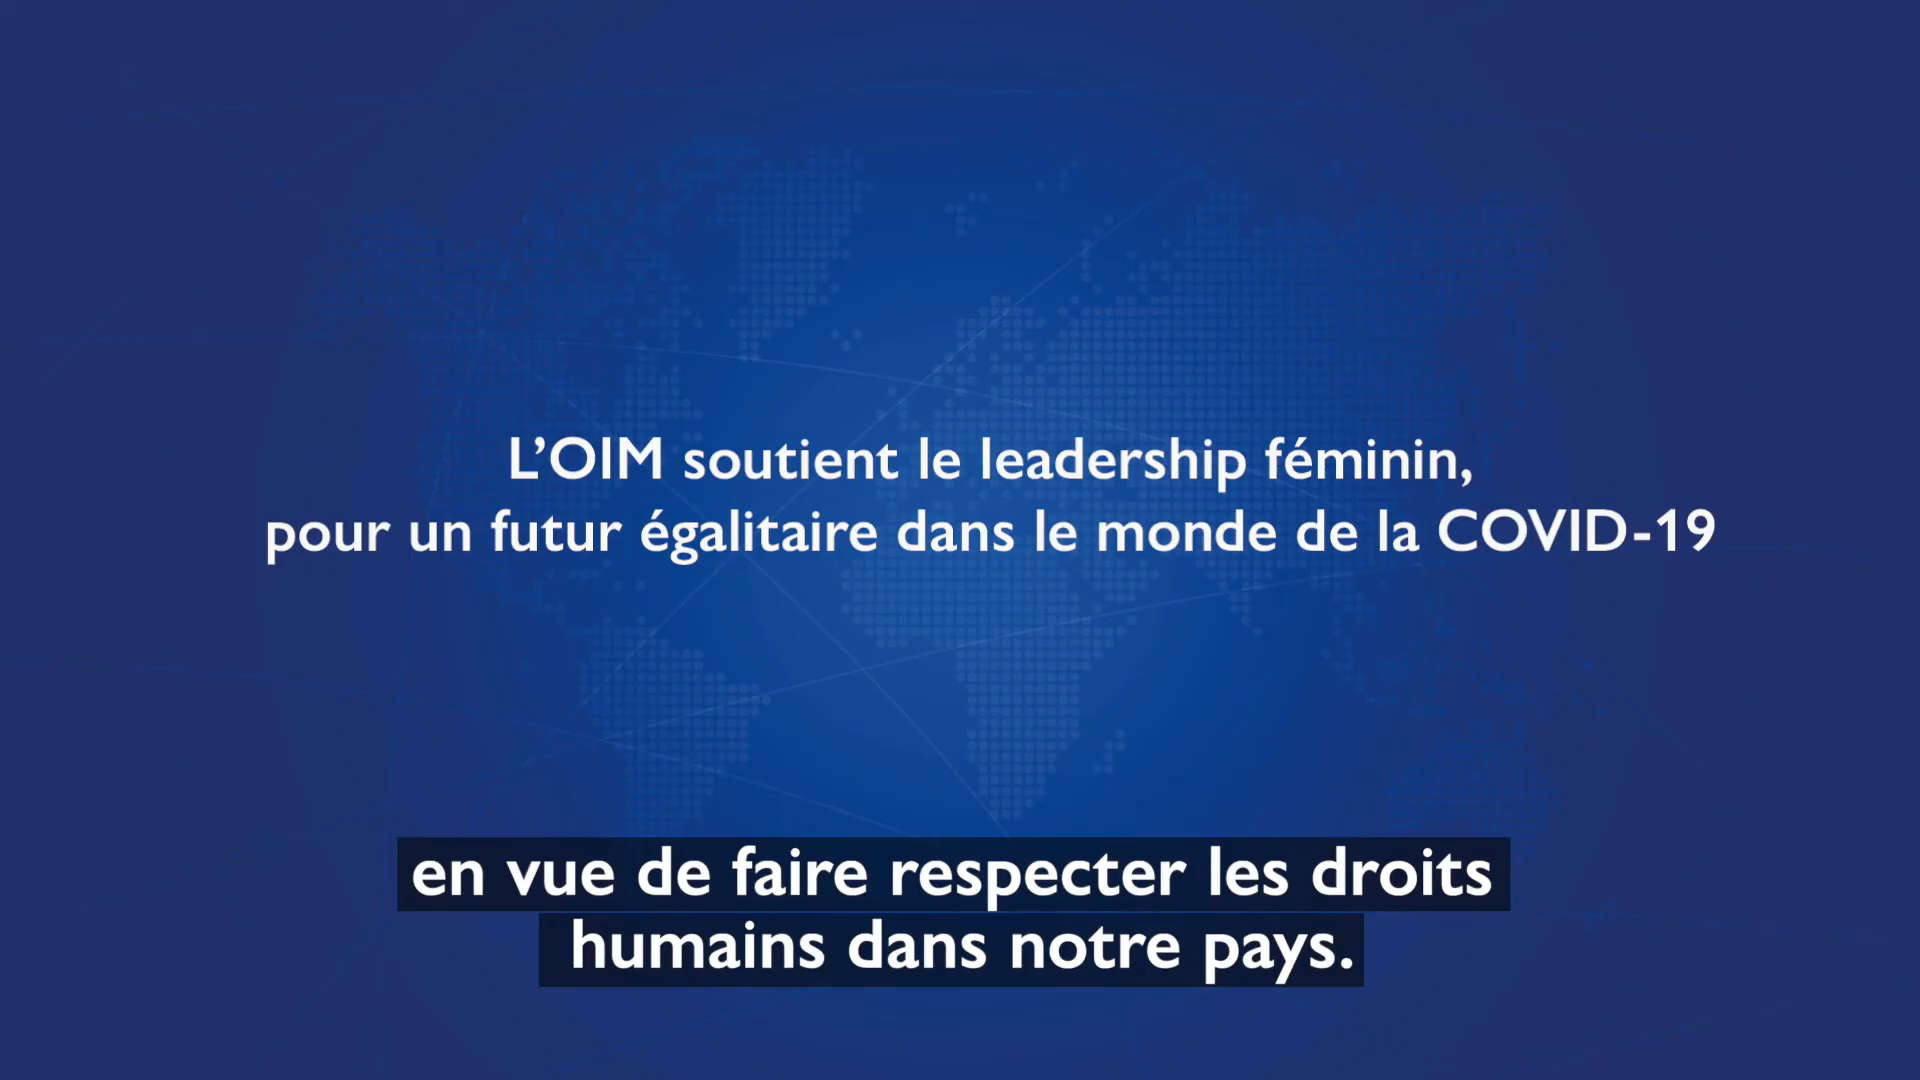 L’OIM soutient le leadership féminin,
pour un futur égalitaire dans le monde de la COVID-19
en vue de faire respecter les droits
humains dans notre pays.